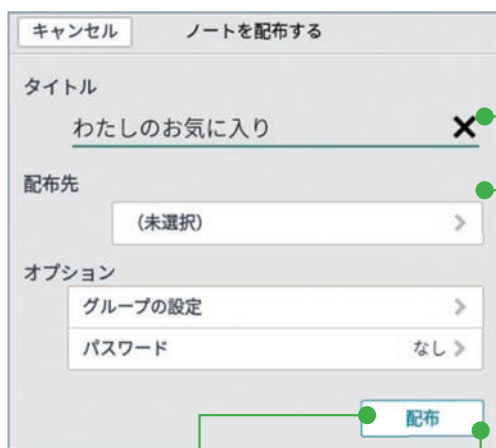 キャンセル ノートを配布する
タイトル
わたしのお気に入り
配布先
(未選択)
オプション
グループの設定
パスワード なし
配布